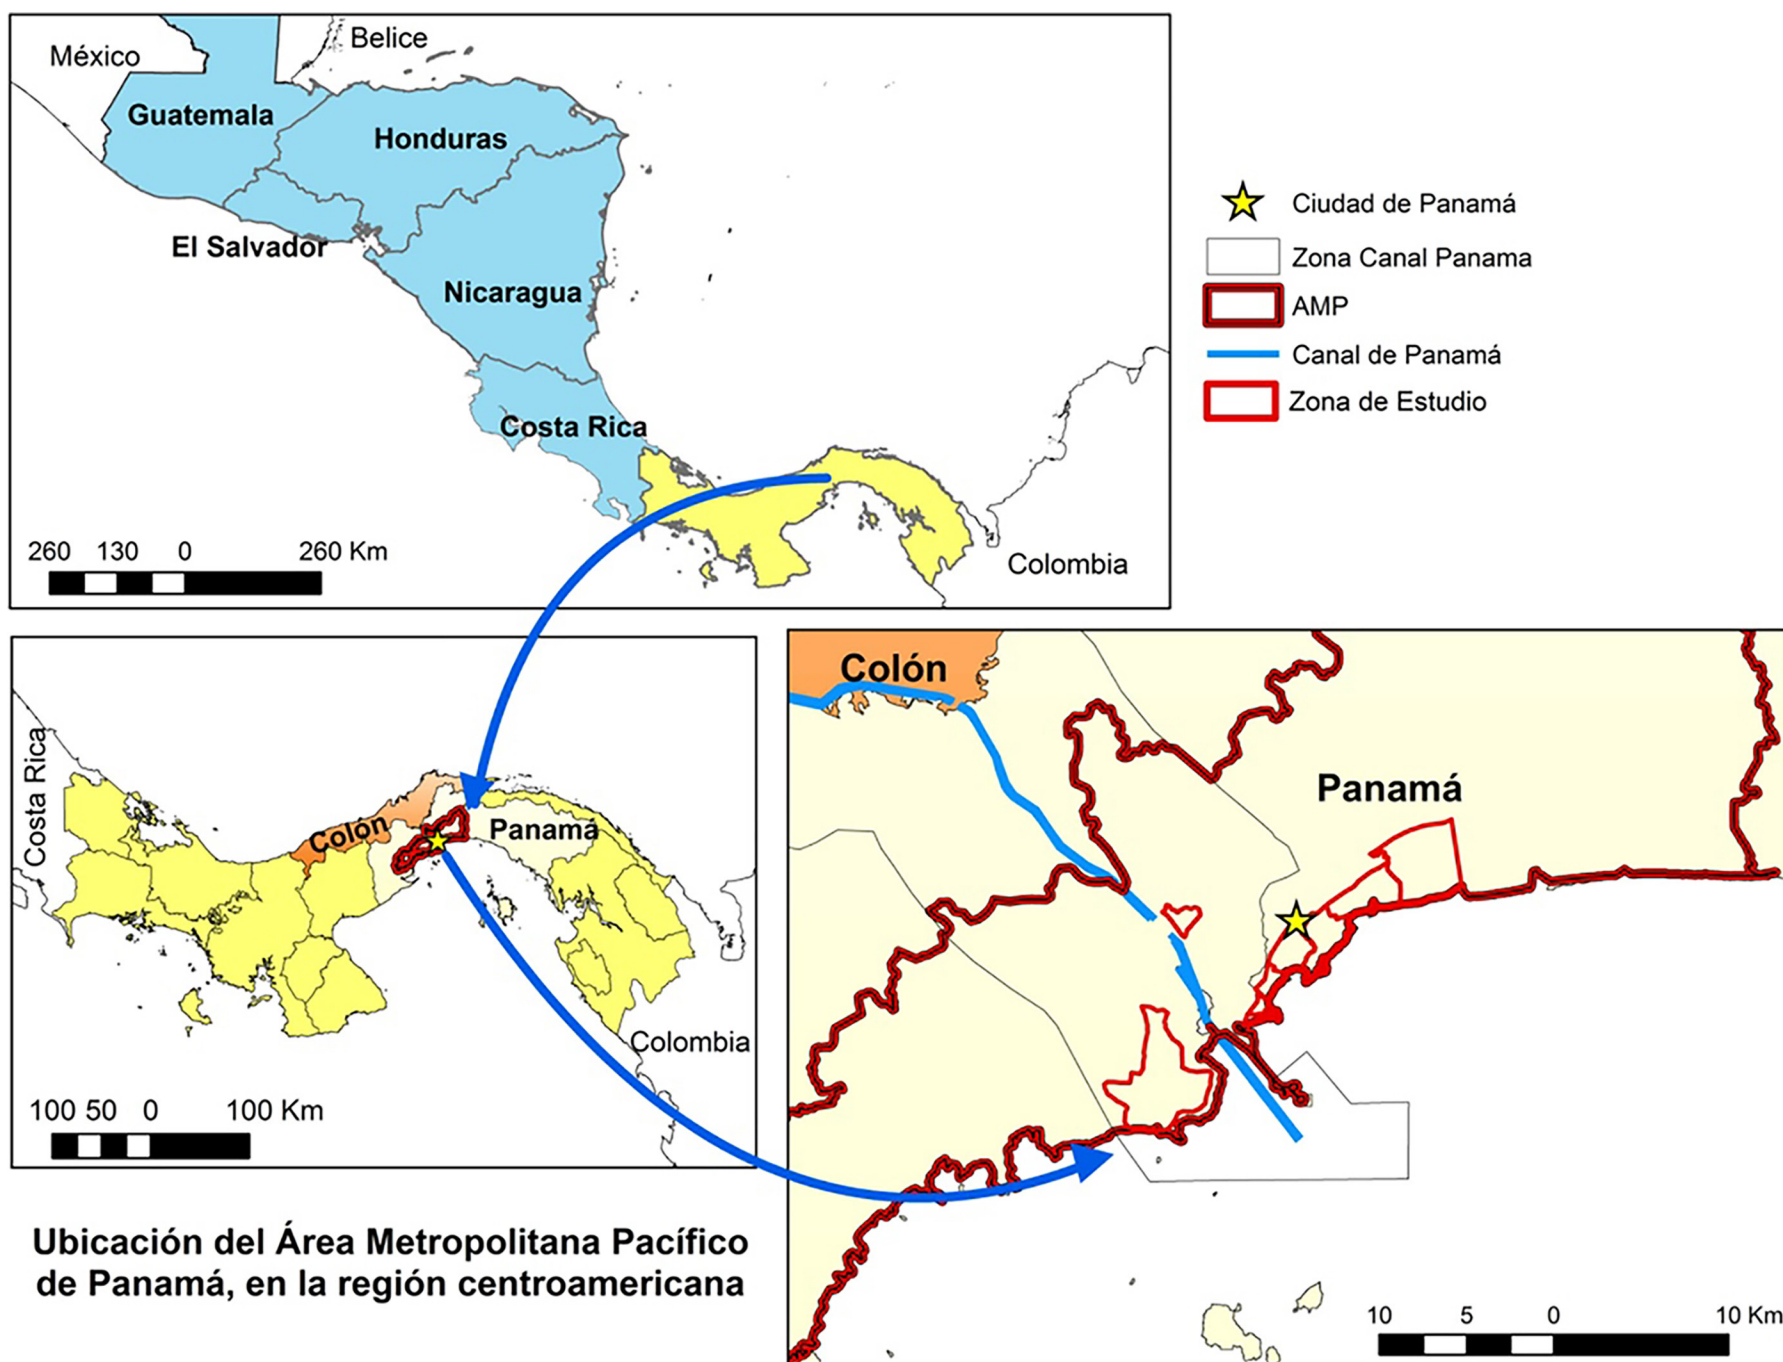 México
Belice
Guatemala
Honduras
El Salvador
Nicaragua
Costa Rica
Colombia
260 130 0 260 Km
Ciudad de Panamá
Zona Canal Panama
AMP
Canal de Panamá
Zona de Estudio
Costa Rica
Colón
Panamá
Colombia
100 50 0 100 Km
Colón
Panamá
10 5 0 10 Km
Ubicación del Área Metropolitana Pacífico
de Panamá, en la región centroamericana